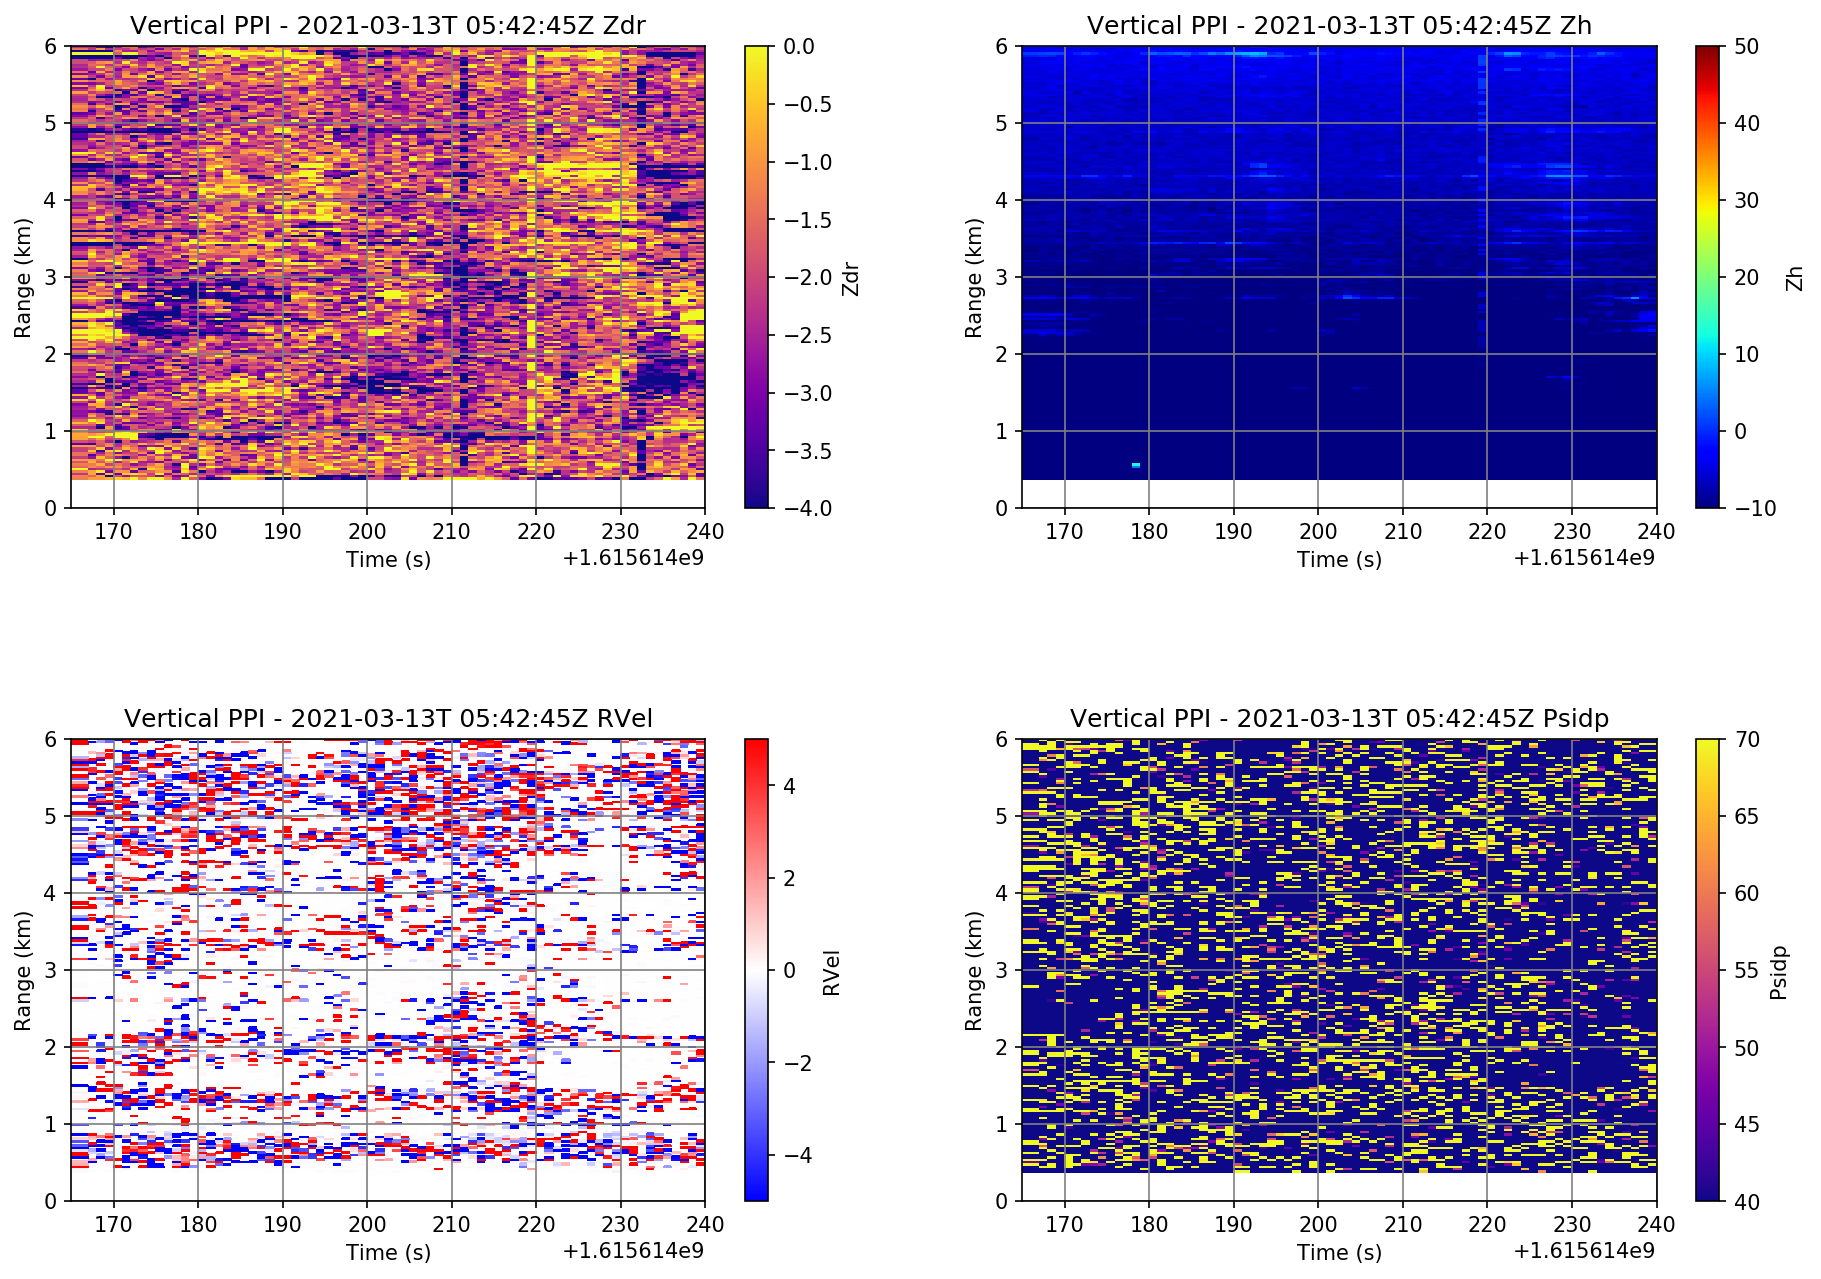 Vertical PPI - 2021-03-13T 05:42:45Z Zdr
6
5
4
3
2
1
0
Range (km)
170 180 190 200 210 220 230 240
Time (s)
+1.615614e9
0.0
−0.5
−1.0
−1.5
−2.0
−2.5
−3.0
−3.5
−4.0
Zdr
Vertical PPI - 2021-03-13T 05:42:45Z Zh
6
5
4
3
2
1
0
Range (km)
170 180 190 200 210 220 230 240
Time (s)
+1.615614e9
50
40
30
20
10
0
−10
Zh
Vertical PPI - 2021-03-13T 05:42:45Z RVel
6
5
4
3
2
1
0
Range (km)
170 180 190 200 210 220 230 240
Time (s)
+1.615614e9
4
2
0
−2
−4
RVel
Vertical PPI - 2021-03-13T 05:42:45Z Psidp
6
5
4
3
2
1
0
Range (km)
170 180 190 200 210 220 230 240
Time (s)
+1.615614e9
70
65
60
55
50
45
40
Psidp